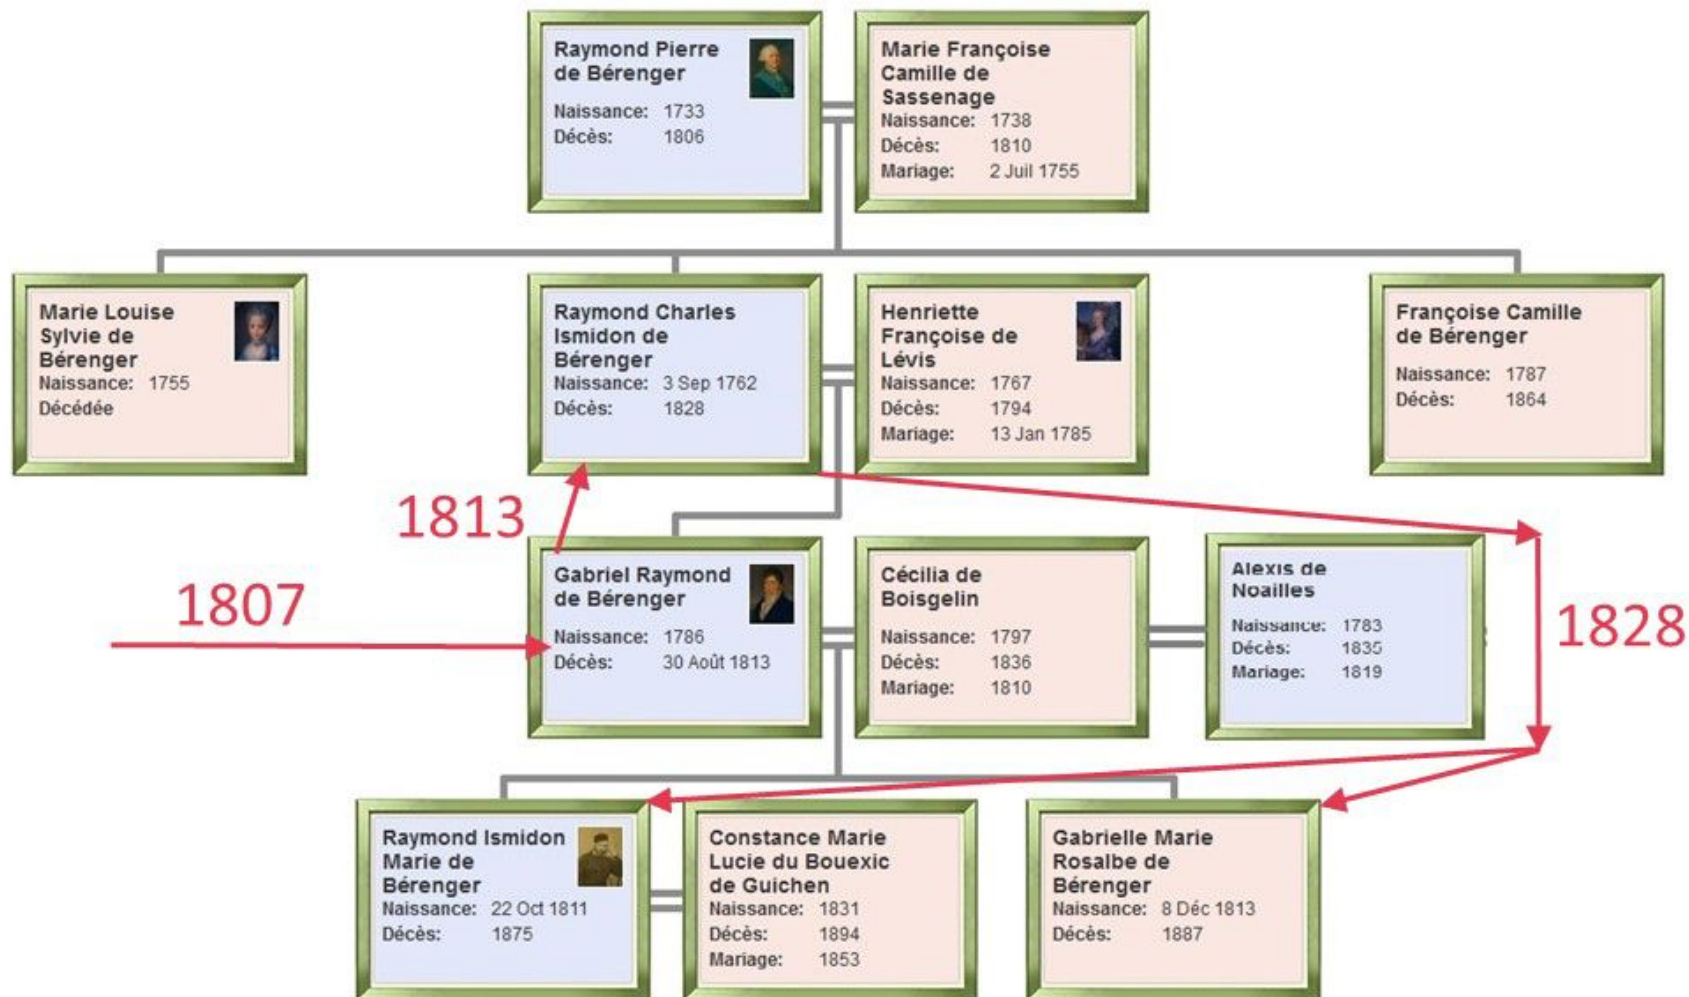 Raymond Pierre
de Bérenger
Naissance: 1733
Décès: 1806
Marie Françoise
Camille de
Sassenage
Naissance: 1738
Décès: 1810
Mariage: 2 Juil 1755
Marie Louise
Sylvie de
Bérenger
Naissance: 1755
Décédée
Raymond Charles
Ismidon de
Bérenger
Naissance: 3 Sep 1762
Décès: 1828
Henriette
Françoise de
Lévis
Naissance: 1767
Décès: 1794
Mariage: 13 Jan 1785
Françoise Camille
de Bérenger
Naissance: 1787
Décès: 1864
1813
1807
Gabriel Raymond
de Bérenger
Naissance: 1786
Décès: 30 Août 1813
Cécilia de
Boisgelin
Naissance: 1797
Décès: 1836
Mariage: 1810
Alexis de
Noailles
Naissance: 1783
Décès: 1835
Mariage: 1819
1828
Raymond Ismidon
Marie de
Bérenger
Naissance: 22 Oct 1811
Décès: 1875
Constance Marie
Lucie du Bouexic
de Guichen
Naissance: 1831
Décès: 1894
Mariage: 1853
Gabrielle Marie
Rosalbe de
Bérenger
Naissance: 8 Déc 1813
Décès: 1887